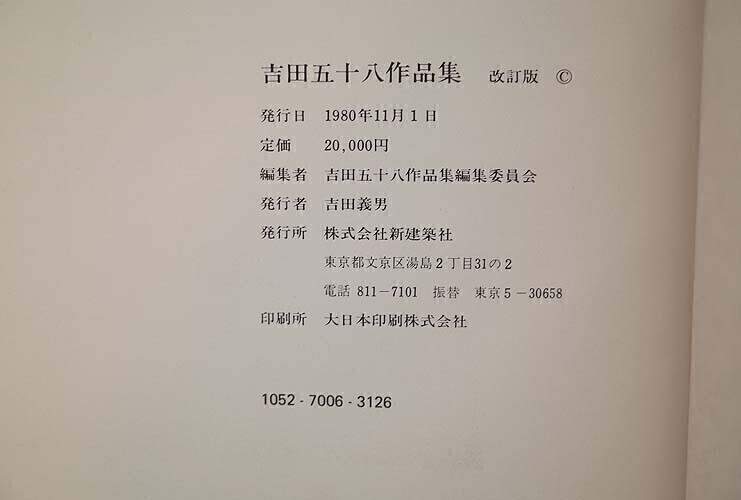 吉田五十八作品集 改訂版 ©
発行日 1980年11月1日
定価 20,000円
編集者 吉田五十八作品集編集委員会
発行者 吉田義男
発行所 株式会社新建築社
東京都文京区湯島2丁目31の2
電話 811-7101 振替 東京5-30658
印刷所 大日本印刷株式会社
1052-7006-3126